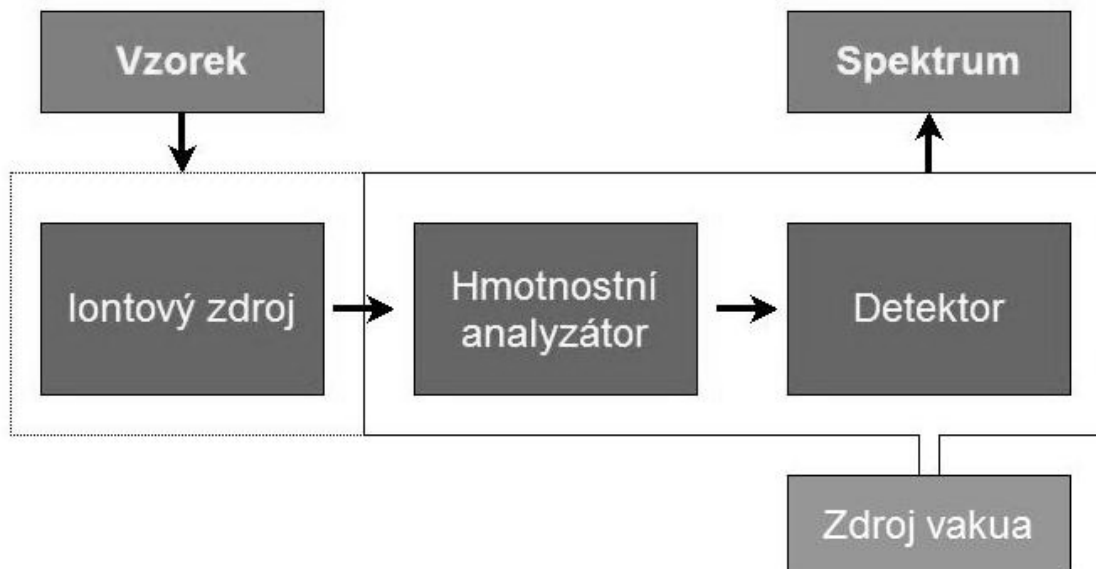 Vzorek
Spektrum
Iontový zdroj
Hmotnostní
analyzátor
Detektor
Zdroj vakua